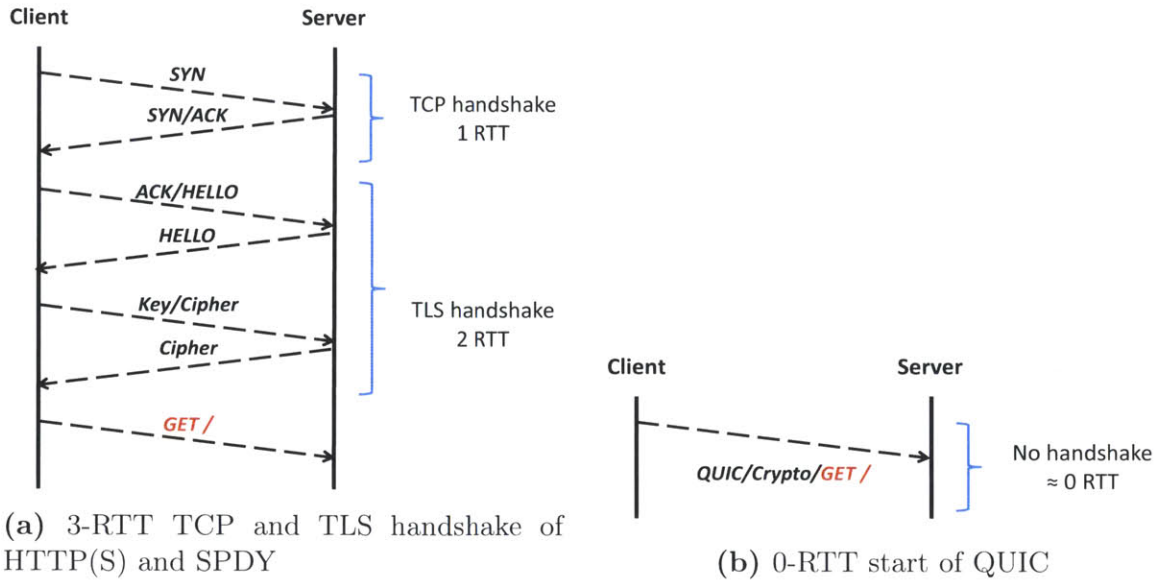 Client
Server
SYN
SYN/ACK
TCP handshake
1 RTT
ACK/HELLO
HELLO
Key/Cipher
TLS handshake
2 RTT
Cipher
GET /
(a) 3-RTT TCP and TLS handshake of
HTTP(S) and SPDY
Client
Server
QUIC/Crypto/GET /
No handshake
≈ 0 RTT
(b) 0-RTT start of QUIC